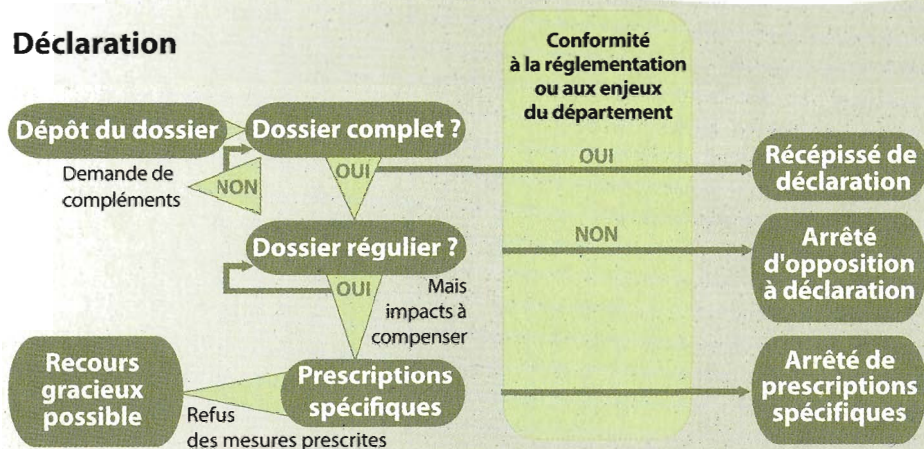 Déclaration
Conformité
à la réglementation
ou aux enjeux
du département
Dépôt du dossier
Dossier complet ?
Demande de
compléments
NON
OUI
OUI
Récépissé de
déclaration
Dossier régulier ?
NON
Arrêté
d'opposition
à déclaration
OUI
Mais
impacts à
compenser
Recours
gracieux
possible
Refus
des mesures prescrites
Prescriptions
spécifiques
Arrêté de
prescriptions
spécifiques